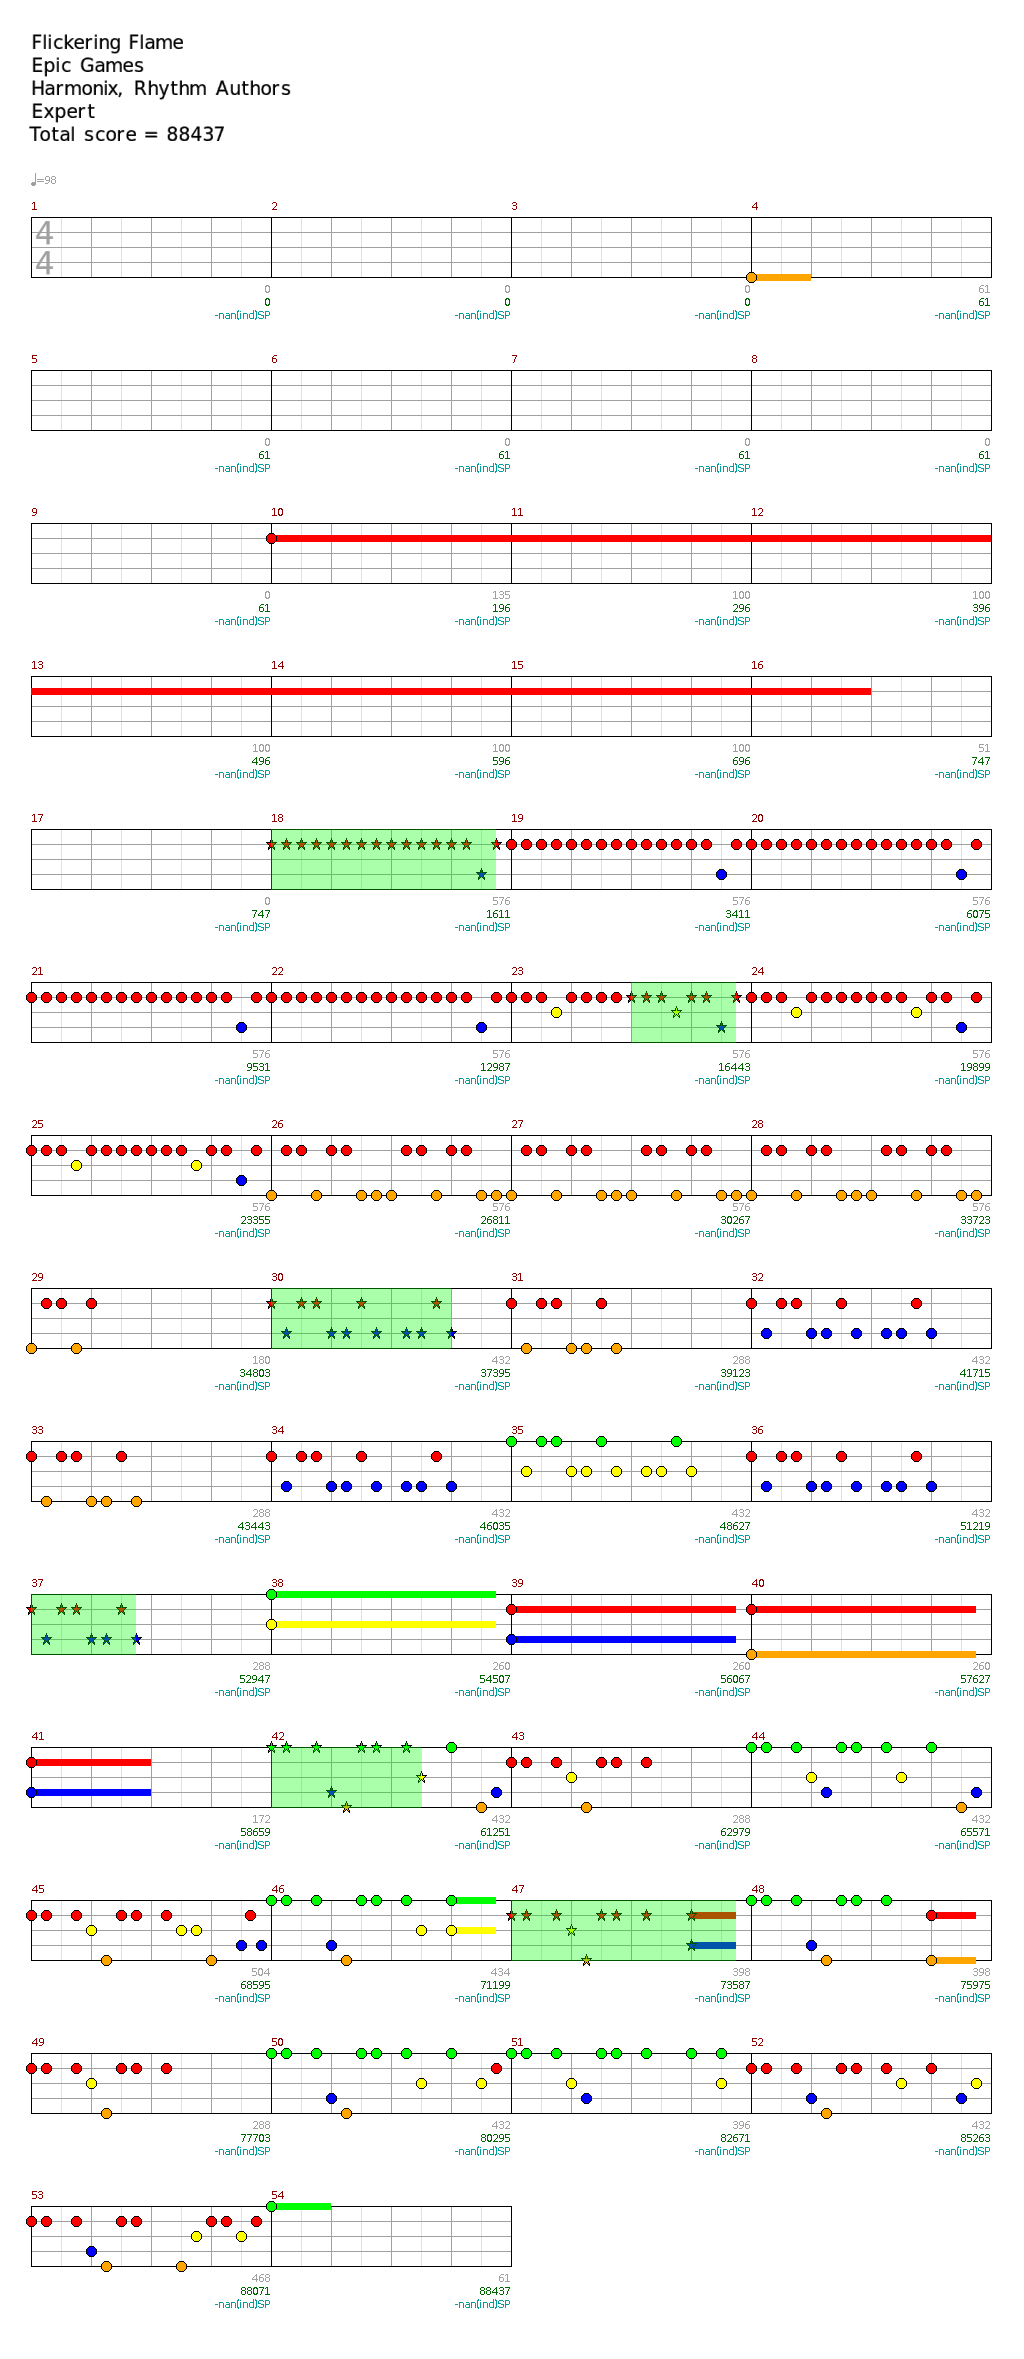 Flickering Flame
Epic Games
Harmonix, Rhythm Authors
Expert
Total score = 88437
♩=98
1 2 3 4
4
4
0 0 0 61
0 0 0 61
-nan(ind)SP -nan(ind)SP -nan(ind)SP -nan(ind)SP
5 6 7 8
0 0 0 0
61 61 61 61
-nan(ind)SP -nan(ind)SP -nan(ind)SP -nan(ind)SP
9 10 11 12
0 135 100 100
61 196 296 396
-nan(ind)SP -nan(ind)SP -nan(ind)SP -nan(ind)SP
13 14 15 16
100 100 100 51
496 596 696 747
-nan(ind)SP -nan(ind)SP -nan(ind)SP -nan(ind)SP
17 18 19 20
0 576 576 576
747 1611 3411 6075
-nan(ind)SP -nan(ind)SP -nan(ind)SP -nan(ind)SP
21 22 23 24
576 576 576 576
9531 12987 16443 19899
-nan(ind)SP -nan(ind)SP -nan(ind)SP -nan(ind)SP
25 26 27 28
576 576 576 576
23355 26811 30267 33723
-nan(ind)SP -nan(ind)SP -nan(ind)SP -nan(ind)SP
29 30 31 32
180 432 288 432
34803 37395 39123 41715
-nan(ind)SP -nan(ind)SP -nan(ind)SP -nan(ind)SP
33 34 35 36
288 432 432 432
43443 46035 48627 51219
-nan(ind)SP -nan(ind)SP -nan(ind)SP -nan(ind)SP
37 38 39 40
288 260 260 260
52947 54507 56067 57627
-nan(ind)SP -nan(ind)SP -nan(ind)SP -nan(ind)SP
41 42 43 44
172 432 288 432
58659 61251 62979 65571
-nan(ind)SP -nan(ind)SP -nan(ind)SP -nan(ind)SP
45 46 47 48
504 434 398 398
68595 71199 73587 75975
-nan(ind)SP -nan(ind)SP -nan(ind)SP -nan(ind)SP
49 50 51 52
288 432 396 432
77703 80295 82671 85263
-nan(ind)SP -nan(ind)SP -nan(ind)SP -nan(ind)SP
53 54
468 61
88071 88437
-nan(ind)SP -nan(ind)SP